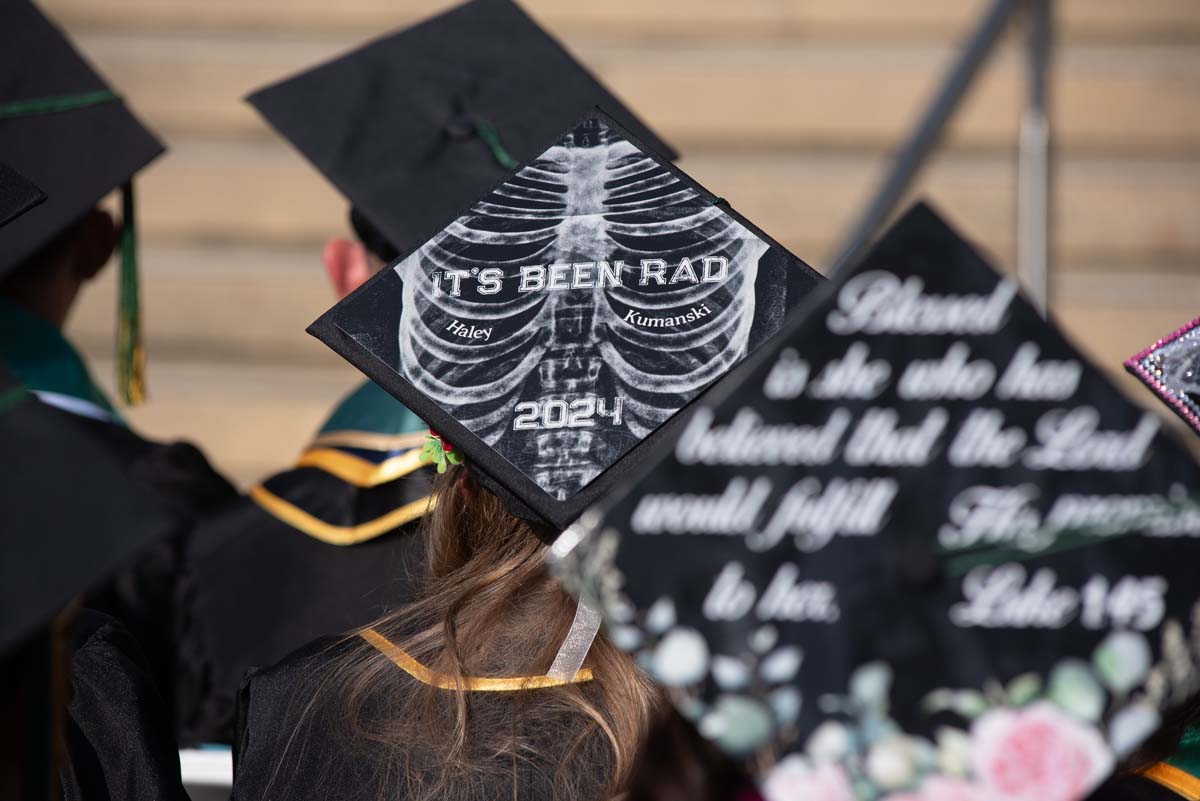 IT'S BEEN RAD
Haley
Kumanski
2024
Blessed
is she who has
believed that the Lord
would fulfill His promises
to her. Luke 1:45